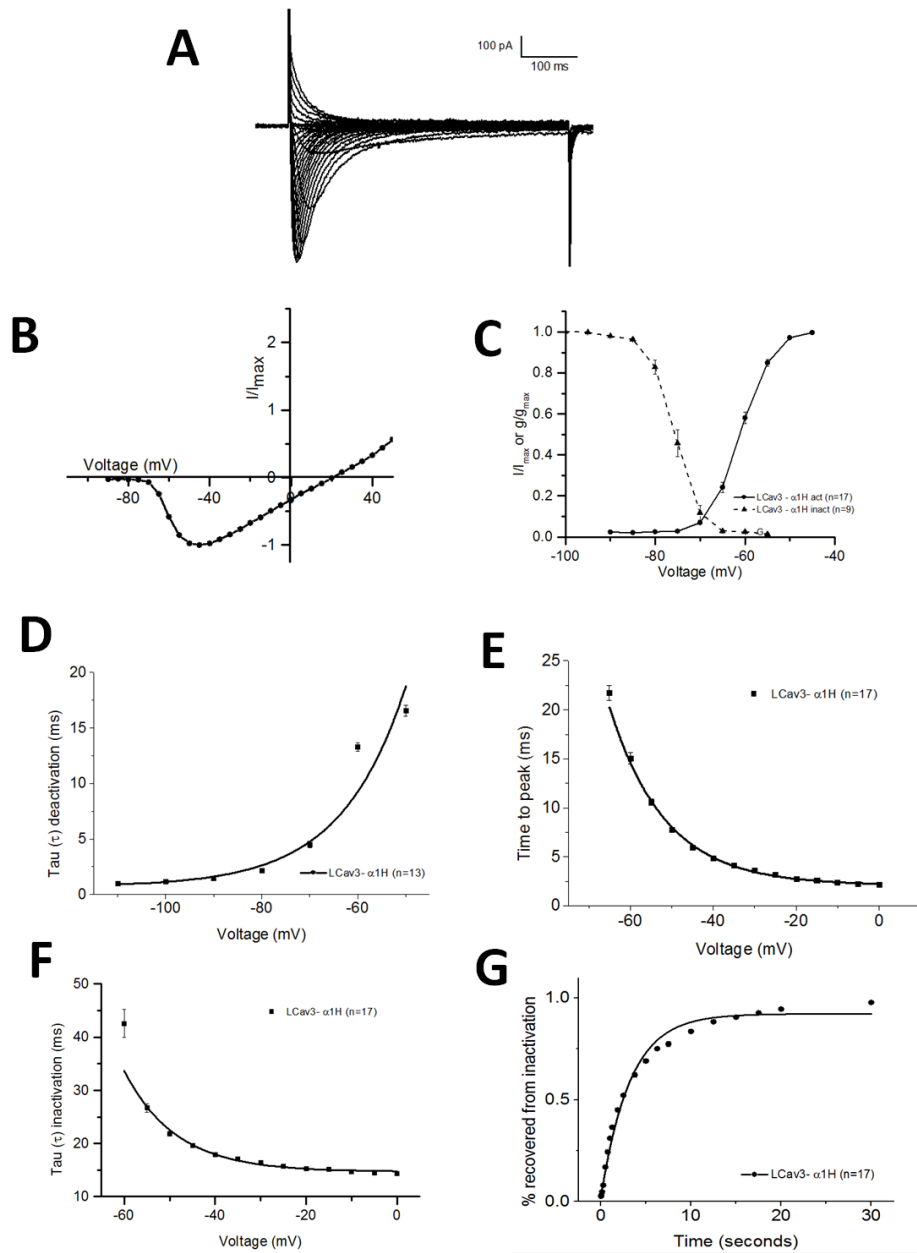 A
100 pA
100 ms
B
I/Imax
2
1
0
-1
Voltage (mV)
-80
-40
0
40
C
I/Imax or g/gmax
1.0
0.8
0.6
0.4
0.2
0.0
LCav3 - α1H act (n=17)
LCav3 - α1H inact (n=9)
G
-100
-80
-60
-40
Voltage (mV)
D
Tau (τ) deactivation (ms)
20
15
10
5
0
LCav3- α1H (n=13)
-100
-80
-60
Voltage (mV)
E
Time to peak (ms)
25
20
15
10
5
0
LCav3- α1H (n=17)
-60
-40
-20
0
Voltage (mV)
F
Tau (τ) inactivation (ms)
50
40
30
20
10
LCav3- α1H (n=17)
-60
-40
-20
0
Voltage (mV)
G
% recovered from inactivation
1.0
0.5
0.0
LCav3- α1H (n=17)
0
10
20
30
Time (seconds)